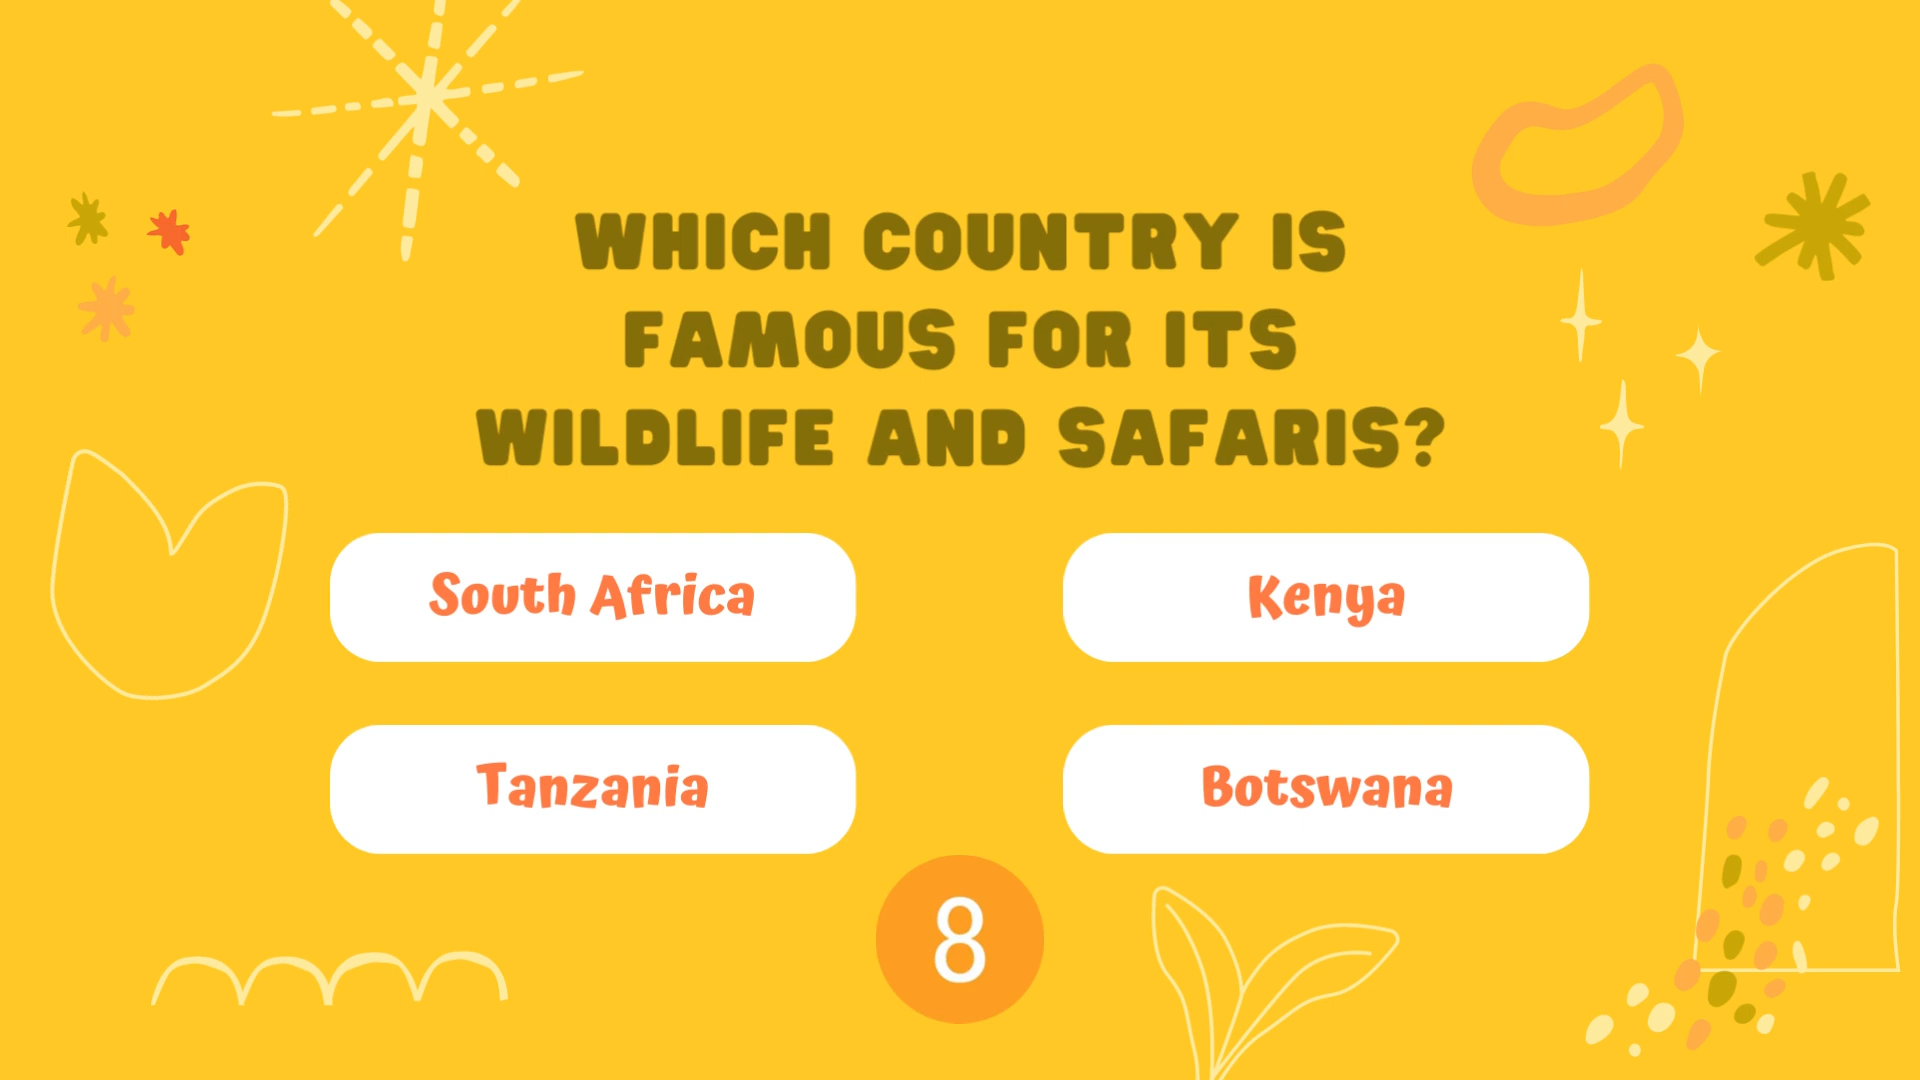 WHICH COUNTRY IS
FAMOUS FOR ITS
WILDLIFE AND SAFARIS?
South Africa
Kenya
Tanzania
Botswana
8